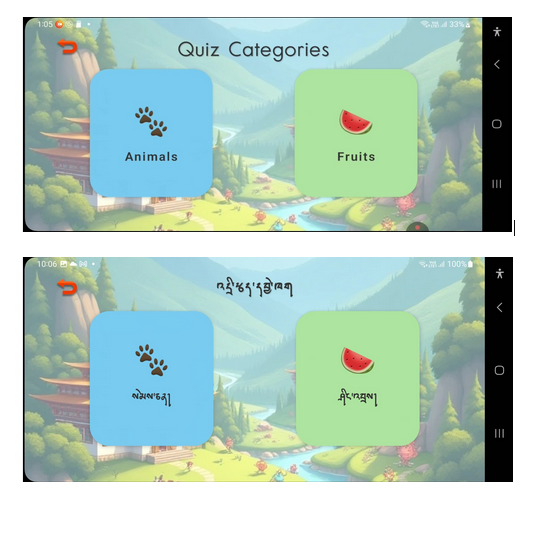 1:05
33%
Quiz Categories
Animals
Fruits
10:06
100%
འདྲི་ཚན་དབྱེ་ཁག
སེམས་ཅན།
ཤིང་འབྲས།